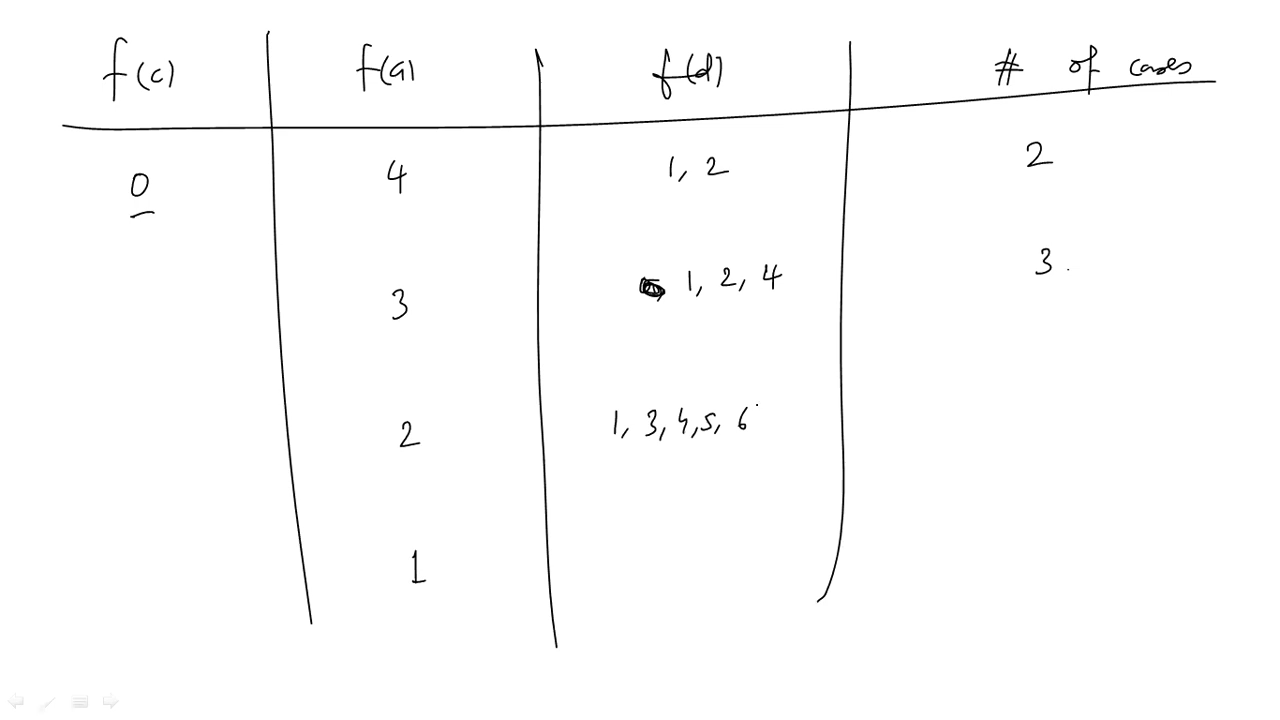 f(c) f(a) f(d) # of cases
0 4 1, 2 2
3 1, 2, 4 3.
2 1, 3, 4, 5, 6
1